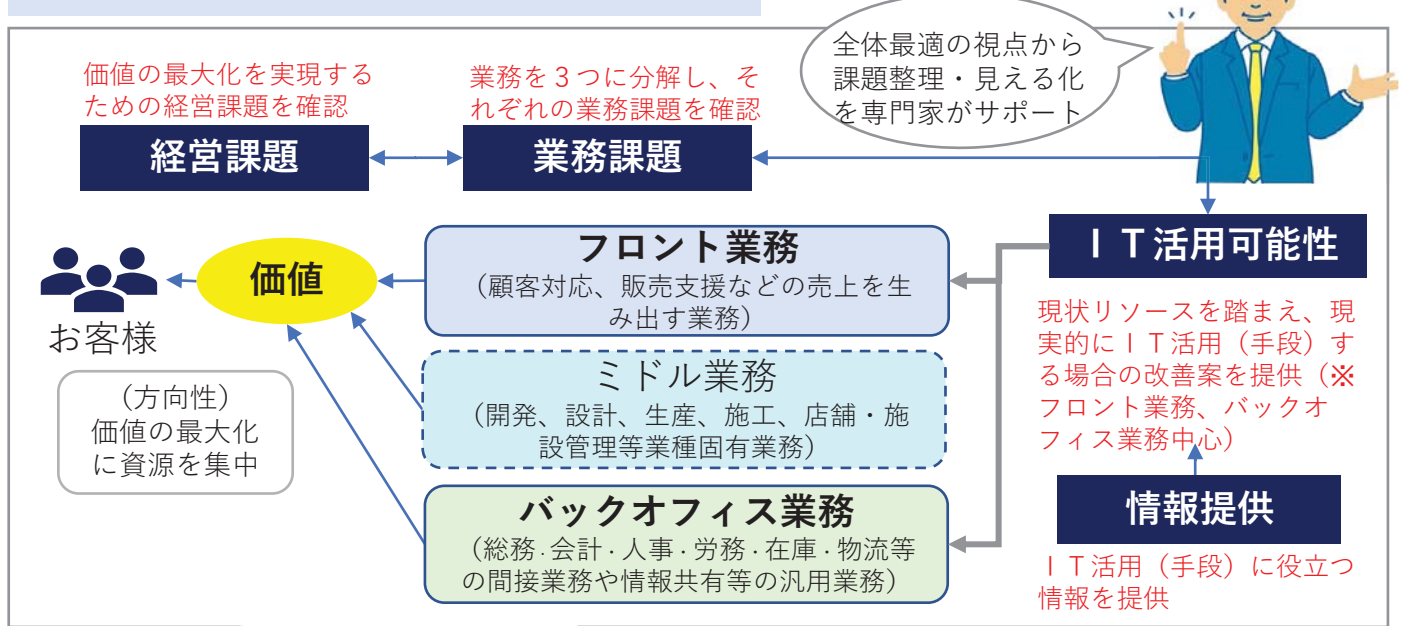 全体最適の視点から
課題整理・見える化
を専門家がサポート
価値の最大化を実現する
ための経営課題を確認
業務を３つに分解し、そ
れぞれの業務課題を確認
経営課題
業務課題
ＩＴ活用可能性
現状リソースを踏まえ、現
実的にＩＴ活用（手段）す
る場合の改善案を提供（※
フロント業務、バックオ
フィス業務中心）
情報提供
ＩＴ活用（手段）に役立つ
情報を提供
フロント業務
（顧客対応、販売支援などの売上を生
み出す業務）
ミドル業務
（開発、設計、生産、施工、店舗・施
設管理等業種固有業務）
バックオフィス業務
（総務·会計·人事·労務·在庫·物流等
の間接業務や情報共有等の汎用業務）
価値
お客様
（方向性）
価値の最大化
に資源を集中